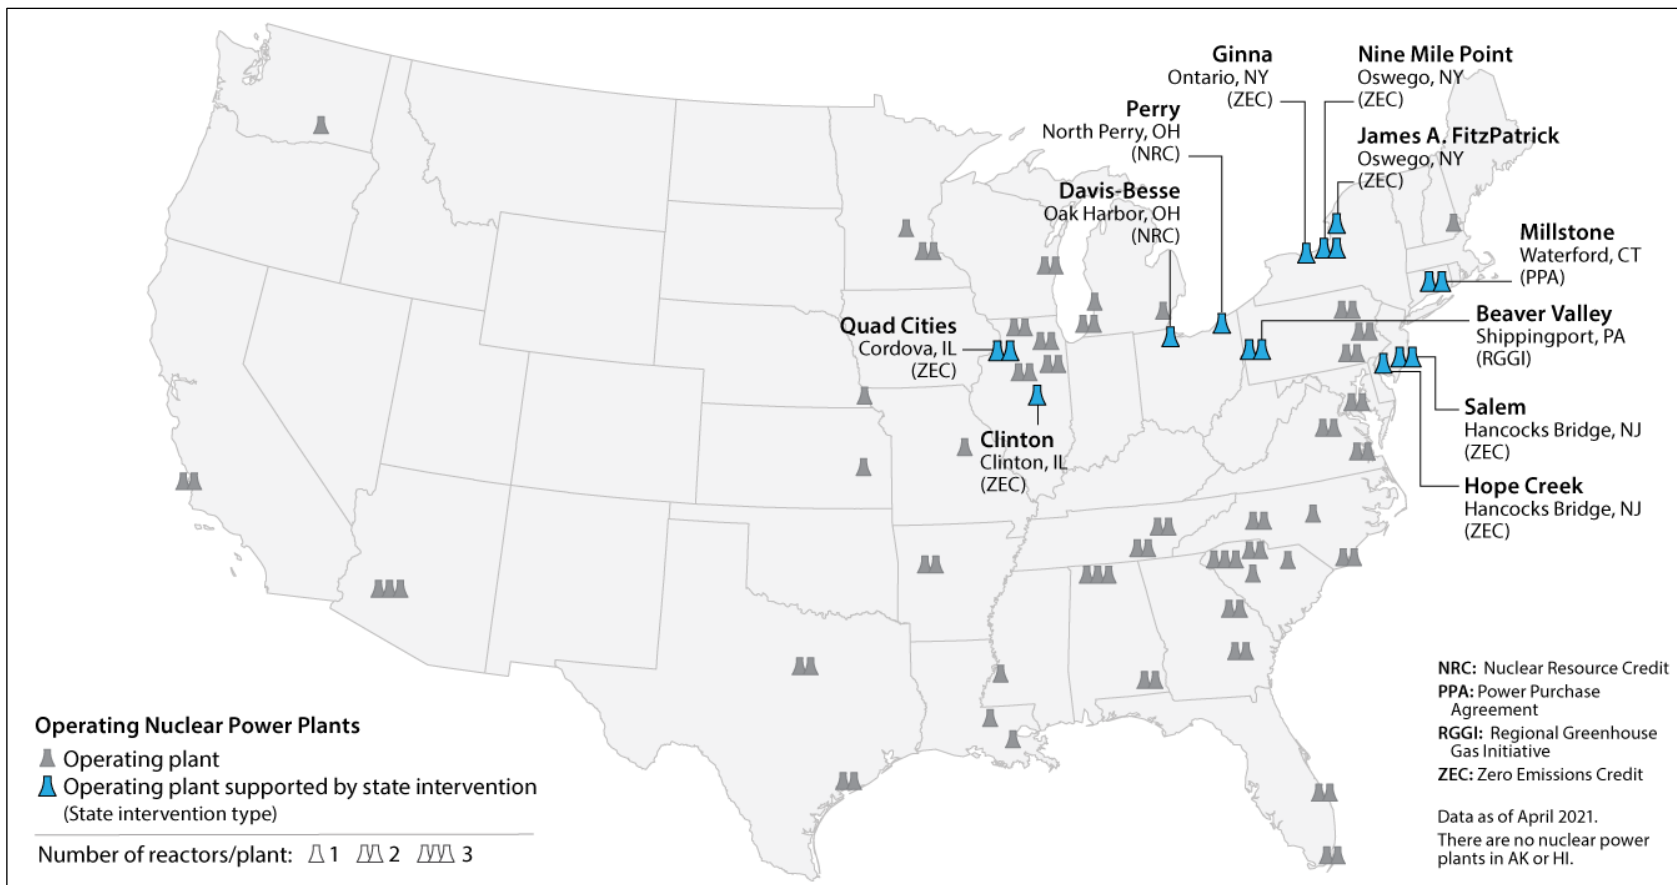 Ginna
Ontario, NY
(ZEC)
Nine Mile Point
Oswego, NY
(ZEC)
Perry
North Perry, OH
(NRC)
James A. FitzPatrick
Oswego, NY
(ZEC)
Davis-Besse
Oak Harbor, OH
(NRC)
Millstone
Waterford, CT
(PPA)
Quad Cities
Cordova, IL
(ZEC)
Beaver Valley
Shippingport, PA
(RGGI)
Clinton
Clinton, IL
(ZEC)
Salem
Hancocks Bridge, NJ
(ZEC)
Hope Creek
Hancocks Bridge, NJ
(ZEC)
Operating Nuclear Power Plants
Operating plant
Operating plant supported by state intervention
(State intervention type)
Number of reactors/plant: 1 2 3
NRC: Nuclear Resource Credit
PPA: Power Purchase
Agreement
RGGI: Regional Greenhouse
Gas Initiative
ZEC: Zero Emissions Credit
Data as of April 2021.
There are no nuclear power
plants in AK or HI.